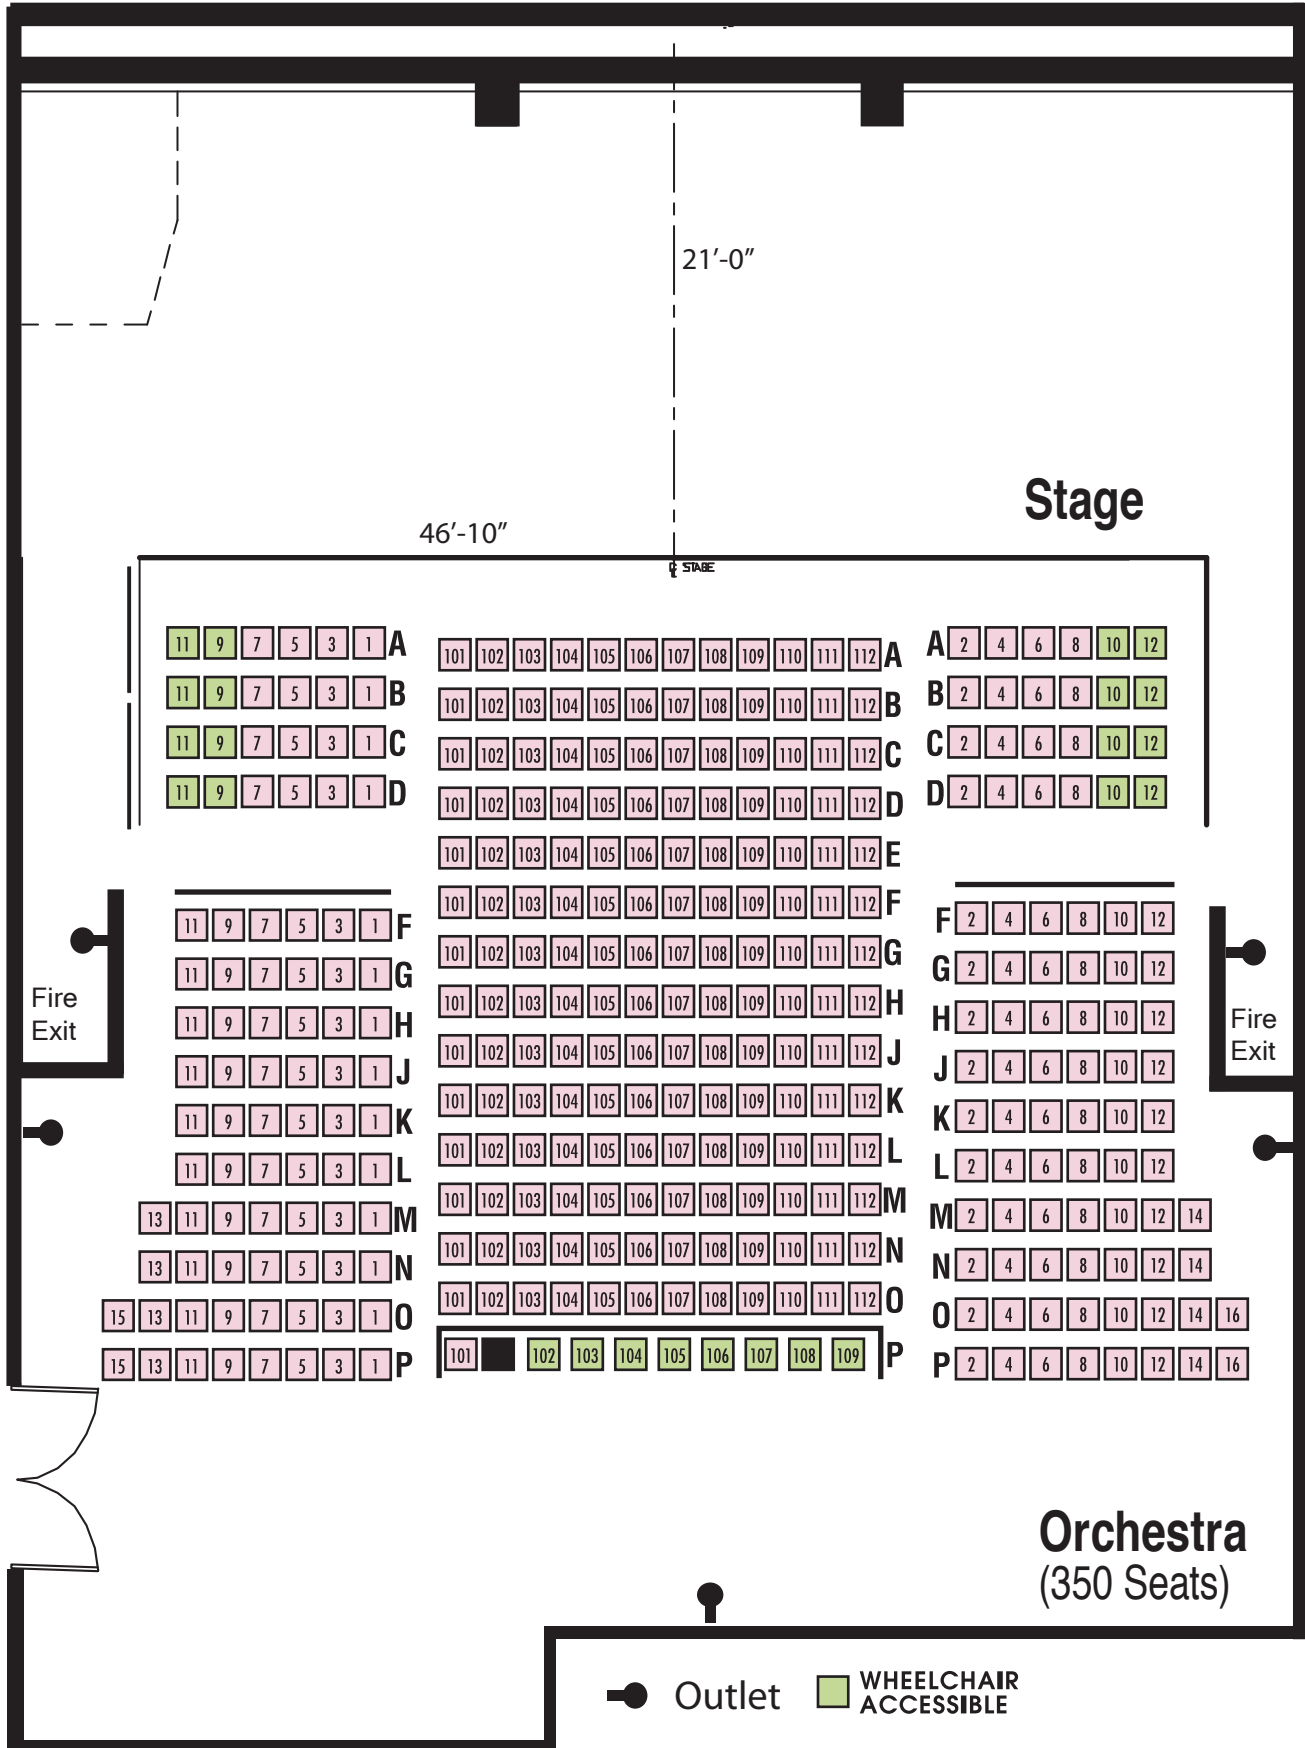 21′-0″
Stage
46′-10″
STAGE
11 9 7 5 3 1 A
101 102 103 104 105 106 107 108 109 110 111 112 A
A 2 4 6 8 10 12
11 9 7 5 3 1 B
101 102 103 104 105 106 107 108 109 110 111 112 B
B 2 4 6 8 10 12
11 9 7 5 3 1 C
101 102 103 104 105 106 107 108 109 110 111 112 C
C 2 4 6 8 10 12
11 9 7 5 3 1 D
101 102 103 104 105 106 107 108 109 110 111 112 D
D 2 4 6 8 10 12
101 102 103 104 105 106 107 108 109 110 111 112 E
11 9 7 5 3 1 F
101 102 103 104 105 106 107 108 109 110 111 112 F
F 2 4 6 8 10 12
11 9 7 5 3 1 G
101 102 103 104 105 106 107 108 109 110 111 112 G
G 2 4 6 8 10 12
Fire
Exit
11 9 7 5 3 1 H
101 102 103 104 105 106 107 108 109 110 111 112 H
H 2 4 6 8 10 12
Fire
Exit
11 9 7 5 3 1 J
101 102 103 104 105 106 107 108 109 110 111 112 J
J 2 4 6 8 10 12
11 9 7 5 3 1 K
101 102 103 104 105 106 107 108 109 110 111 112 K
K 2 4 6 8 10 12
11 9 7 5 3 1 L
101 102 103 104 105 106 107 108 109 110 111 112 L
L 2 4 6 8 10 12
13 11 9 7 5 3 1 M
101 102 103 104 105 106 107 108 109 110 111 112 M
M 2 4 6 8 10 12 14
13 11 9 7 5 3 1 N
101 102 103 104 105 106 107 108 109 110 111 112 N
N 2 4 6 8 10 12 14
15 13 11 9 7 5 3 1 O
101 102 103 104 105 106 107 108 109 110 111 112 O
O 2 4 6 8 10 12 14 16
15 13 11 9 7 5 3 1 P
101 102 103 104 105 106 107 108 109 P
P 2 4 6 8 10 12 14 16
Orchestra
(350 Seats)
Outlet
WHEELCHAIR
ACCESSIBLE